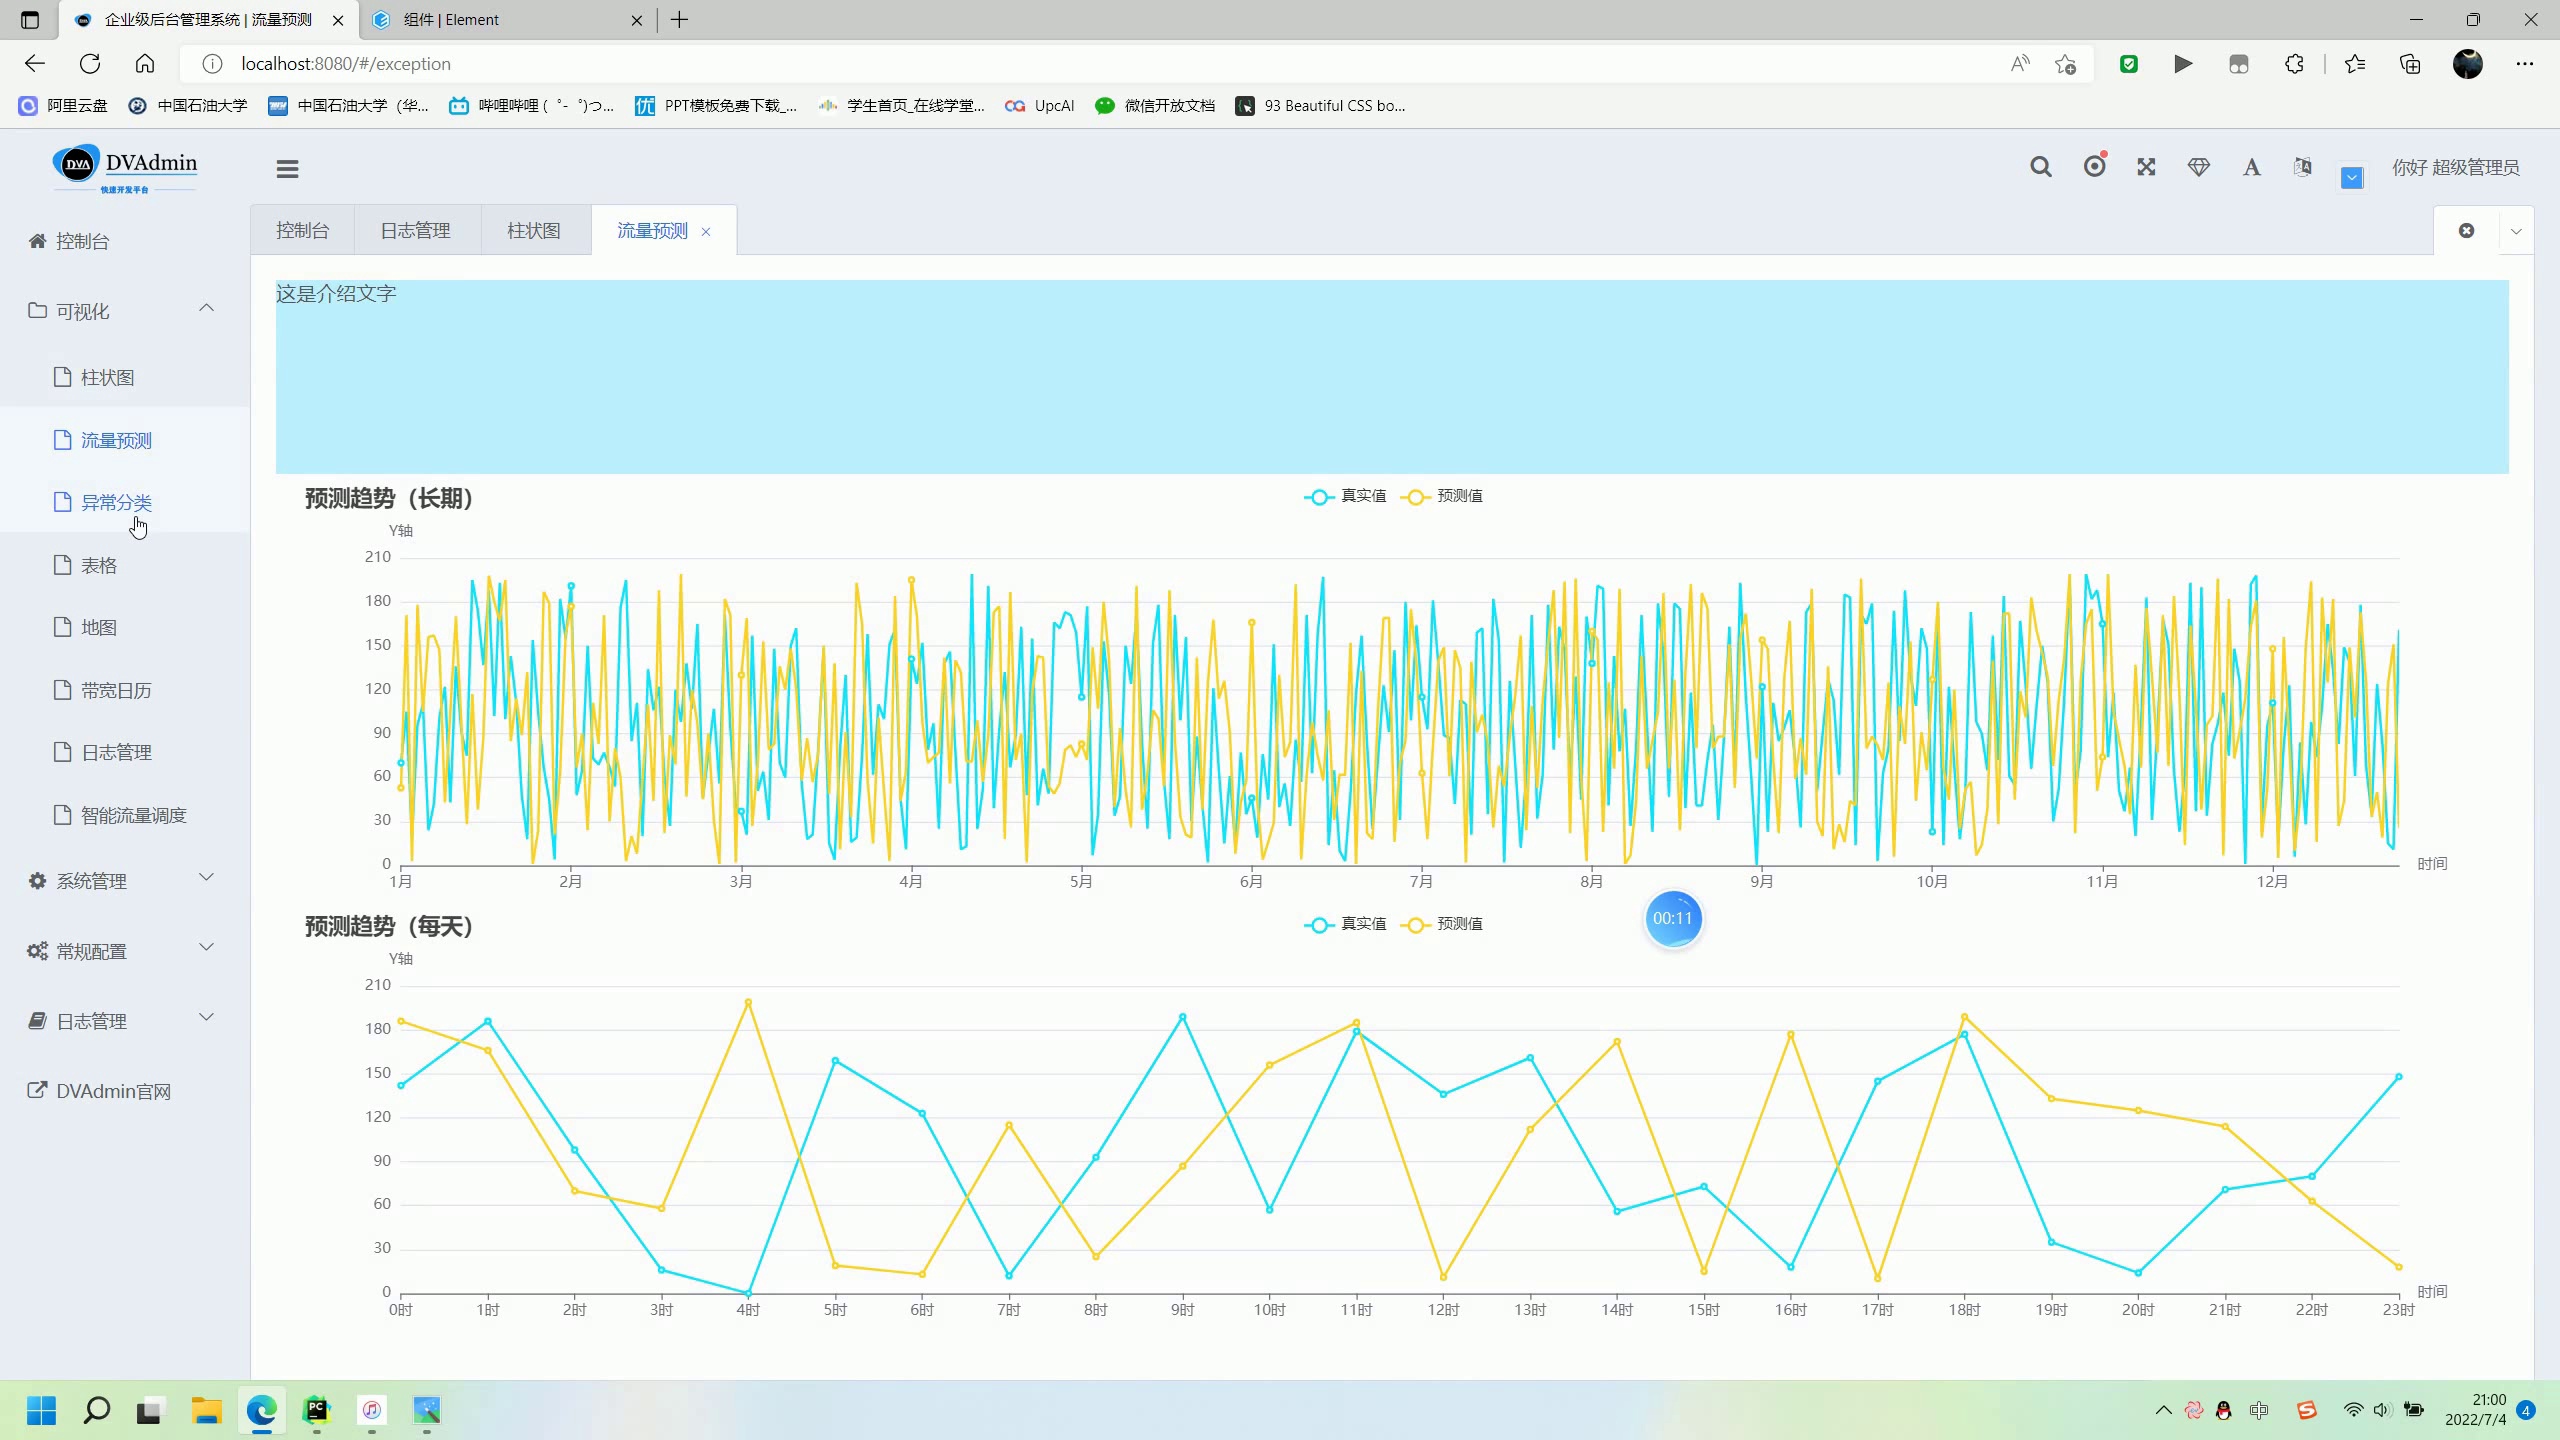 企业级后台管理系统 | 流量预测
组件 | Element
localhost:8080/#/exception
阿里云盘
中国石油大学
中国石油大学（华...
哔哩哔哩 ( ゜- ゜)つ...
PPT模板免费下载_...
学生首页_在线学堂...
UpcAI
微信开放文档
93 Beautiful CSS bo...
DVA DVAdmin
快速开发平台
你好 超级管理员
控制台
日志管理
柱状图
流量预测
控制台
可视化
柱状图
流量预测
异常分类
表格
地图
带宽日历
日志管理
智能流量调度
系统管理
常规配置
日志管理
DVAdmin官网
这是介绍文字
预测趋势（长期）
真实值
预测值
Y轴
210
180
150
120
90
60
30
0
1月
2月
3月
4月
5月
6月
7月
8月
9月
10月
11月
12月
时间
00:11
预测趋势（每天）
真实值
预测值
Y轴
210
180
150
120
90
60
30
0
0时
1时
2时
3时
4时
5时
6时
7时
8时
9时
10时
11时
12时
13时
14时
15时
16时
17时
18时
19时
20时
21时
22时
23时
时间
中
21:00
2022/7/4
4